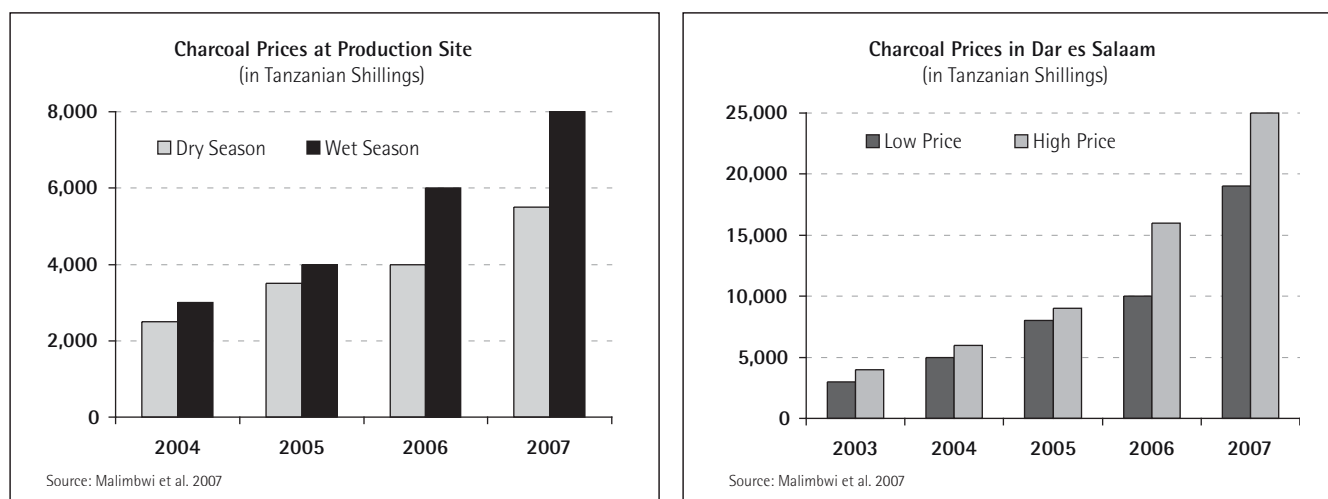 Charcoal Prices at Production Site
(in Tanzanian Shillings)
8,000
6,000
4,000
2,000
0
Dry Season
Wet Season
2004
2005
2006
2007
Source: Malimbwi et al. 2007
Charcoal Prices in Dar es Salaam
(in Tanzanian Shillings)
25,000
20,000
15,000
10,000
5,000
0
Low Price
High Price
2003
2004
2005
2006
2007
Source: Malimbwi et al. 2007